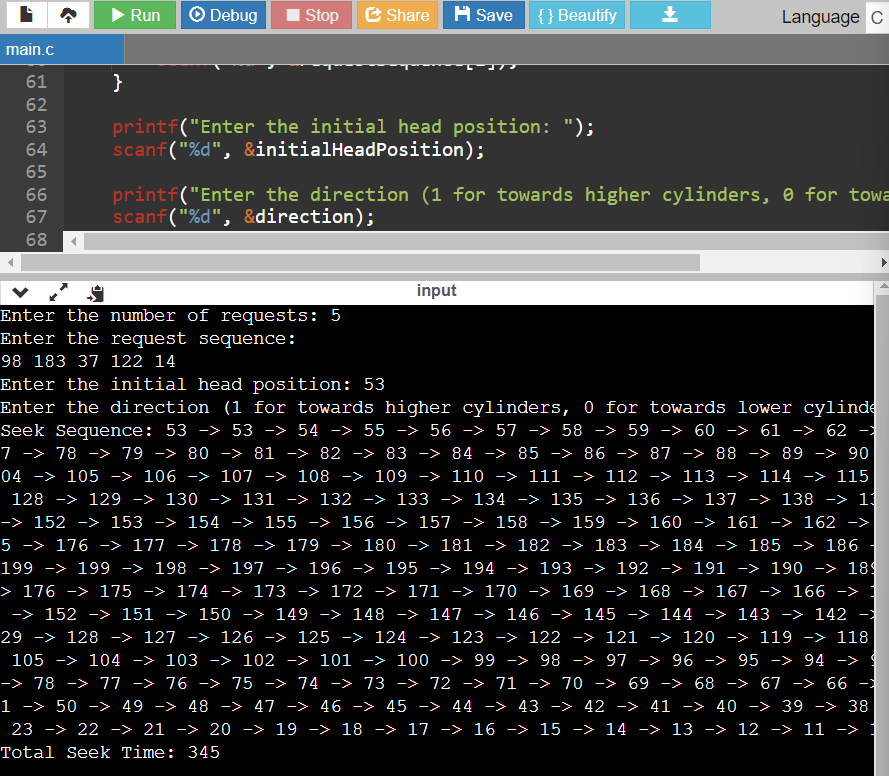 Run Debug Stop Share Save { } Beautify Language C
main.c
61 }
62
63 printf("Enter the initial head position: ");
64 scanf("%d", &initialHeadPosition);
65
66 printf("Enter the direction (1 for towards higher cylinders, 0 for towa
67 scanf("%d", &direction);
68
input
Enter the number of requests: 5
Enter the request sequence:
98 183 37 122 14
Enter the initial head position: 53
Enter the direction (1 for towards higher cylinders, 0 for towards lower cylinde
Seek Sequence: 53 -> 53 -> 54 -> 55 -> 56 -> 57 -> 58 -> 59 -> 60 -> 61 -> 62 -
7 -> 78 -> 79 -> 80 -> 81 -> 82 -> 83 -> 84 -> 85 -> 86 -> 87 -> 88 -> 89 -> 90
04 -> 105 -> 106 -> 107 -> 108 -> 109 -> 110 -> 111 -> 112 -> 113 -> 114 -> 115
128 -> 129 -> 130 -> 131 -> 132 -> 133 -> 134 -> 135 -> 136 -> 137 -> 138 -> 13
-> 152 -> 153 -> 154 -> 155 -> 156 -> 157 -> 158 -> 159 -> 160 -> 161 -> 162 ->
5 -> 176 -> 177 -> 178 -> 179 -> 180 -> 181 -> 182 -> 183 -> 184 -> 185 -> 186 -
199 -> 199 -> 198 -> 197 -> 196 -> 195 -> 194 -> 193 -> 192 -> 191 -> 190 -> 189
> 176 -> 175 -> 174 -> 173 -> 172 -> 171 -> 170 -> 169 -> 168 -> 167 -> 166 -> 1
-> 152 -> 151 -> 150 -> 149 -> 148 -> 147 -> 146 -> 145 -> 144 -> 143 -> 142 -
29 -> 128 -> 127 -> 126 -> 125 -> 124 -> 123 -> 122 -> 121 -> 120 -> 119 -> 118
105 -> 104 -> 103 -> 102 -> 101 -> 100 -> 99 -> 98 -> 97 -> 96 -> 95 -> 94 -> 9
-> 78 -> 77 -> 76 -> 75 -> 74 -> 73 -> 72 -> 71 -> 70 -> 69 -> 68 -> 67 -> 66 -
1 -> 50 -> 49 -> 48 -> 47 -> 46 -> 45 -> 44 -> 43 -> 42 -> 41 -> 40 -> 39 -> 38
23 -> 22 -> 21 -> 20 -> 19 -> 18 -> 17 -> 16 -> 15 -> 14 -> 13 -> 12 -> 11 -> 1
Total Seek Time: 345